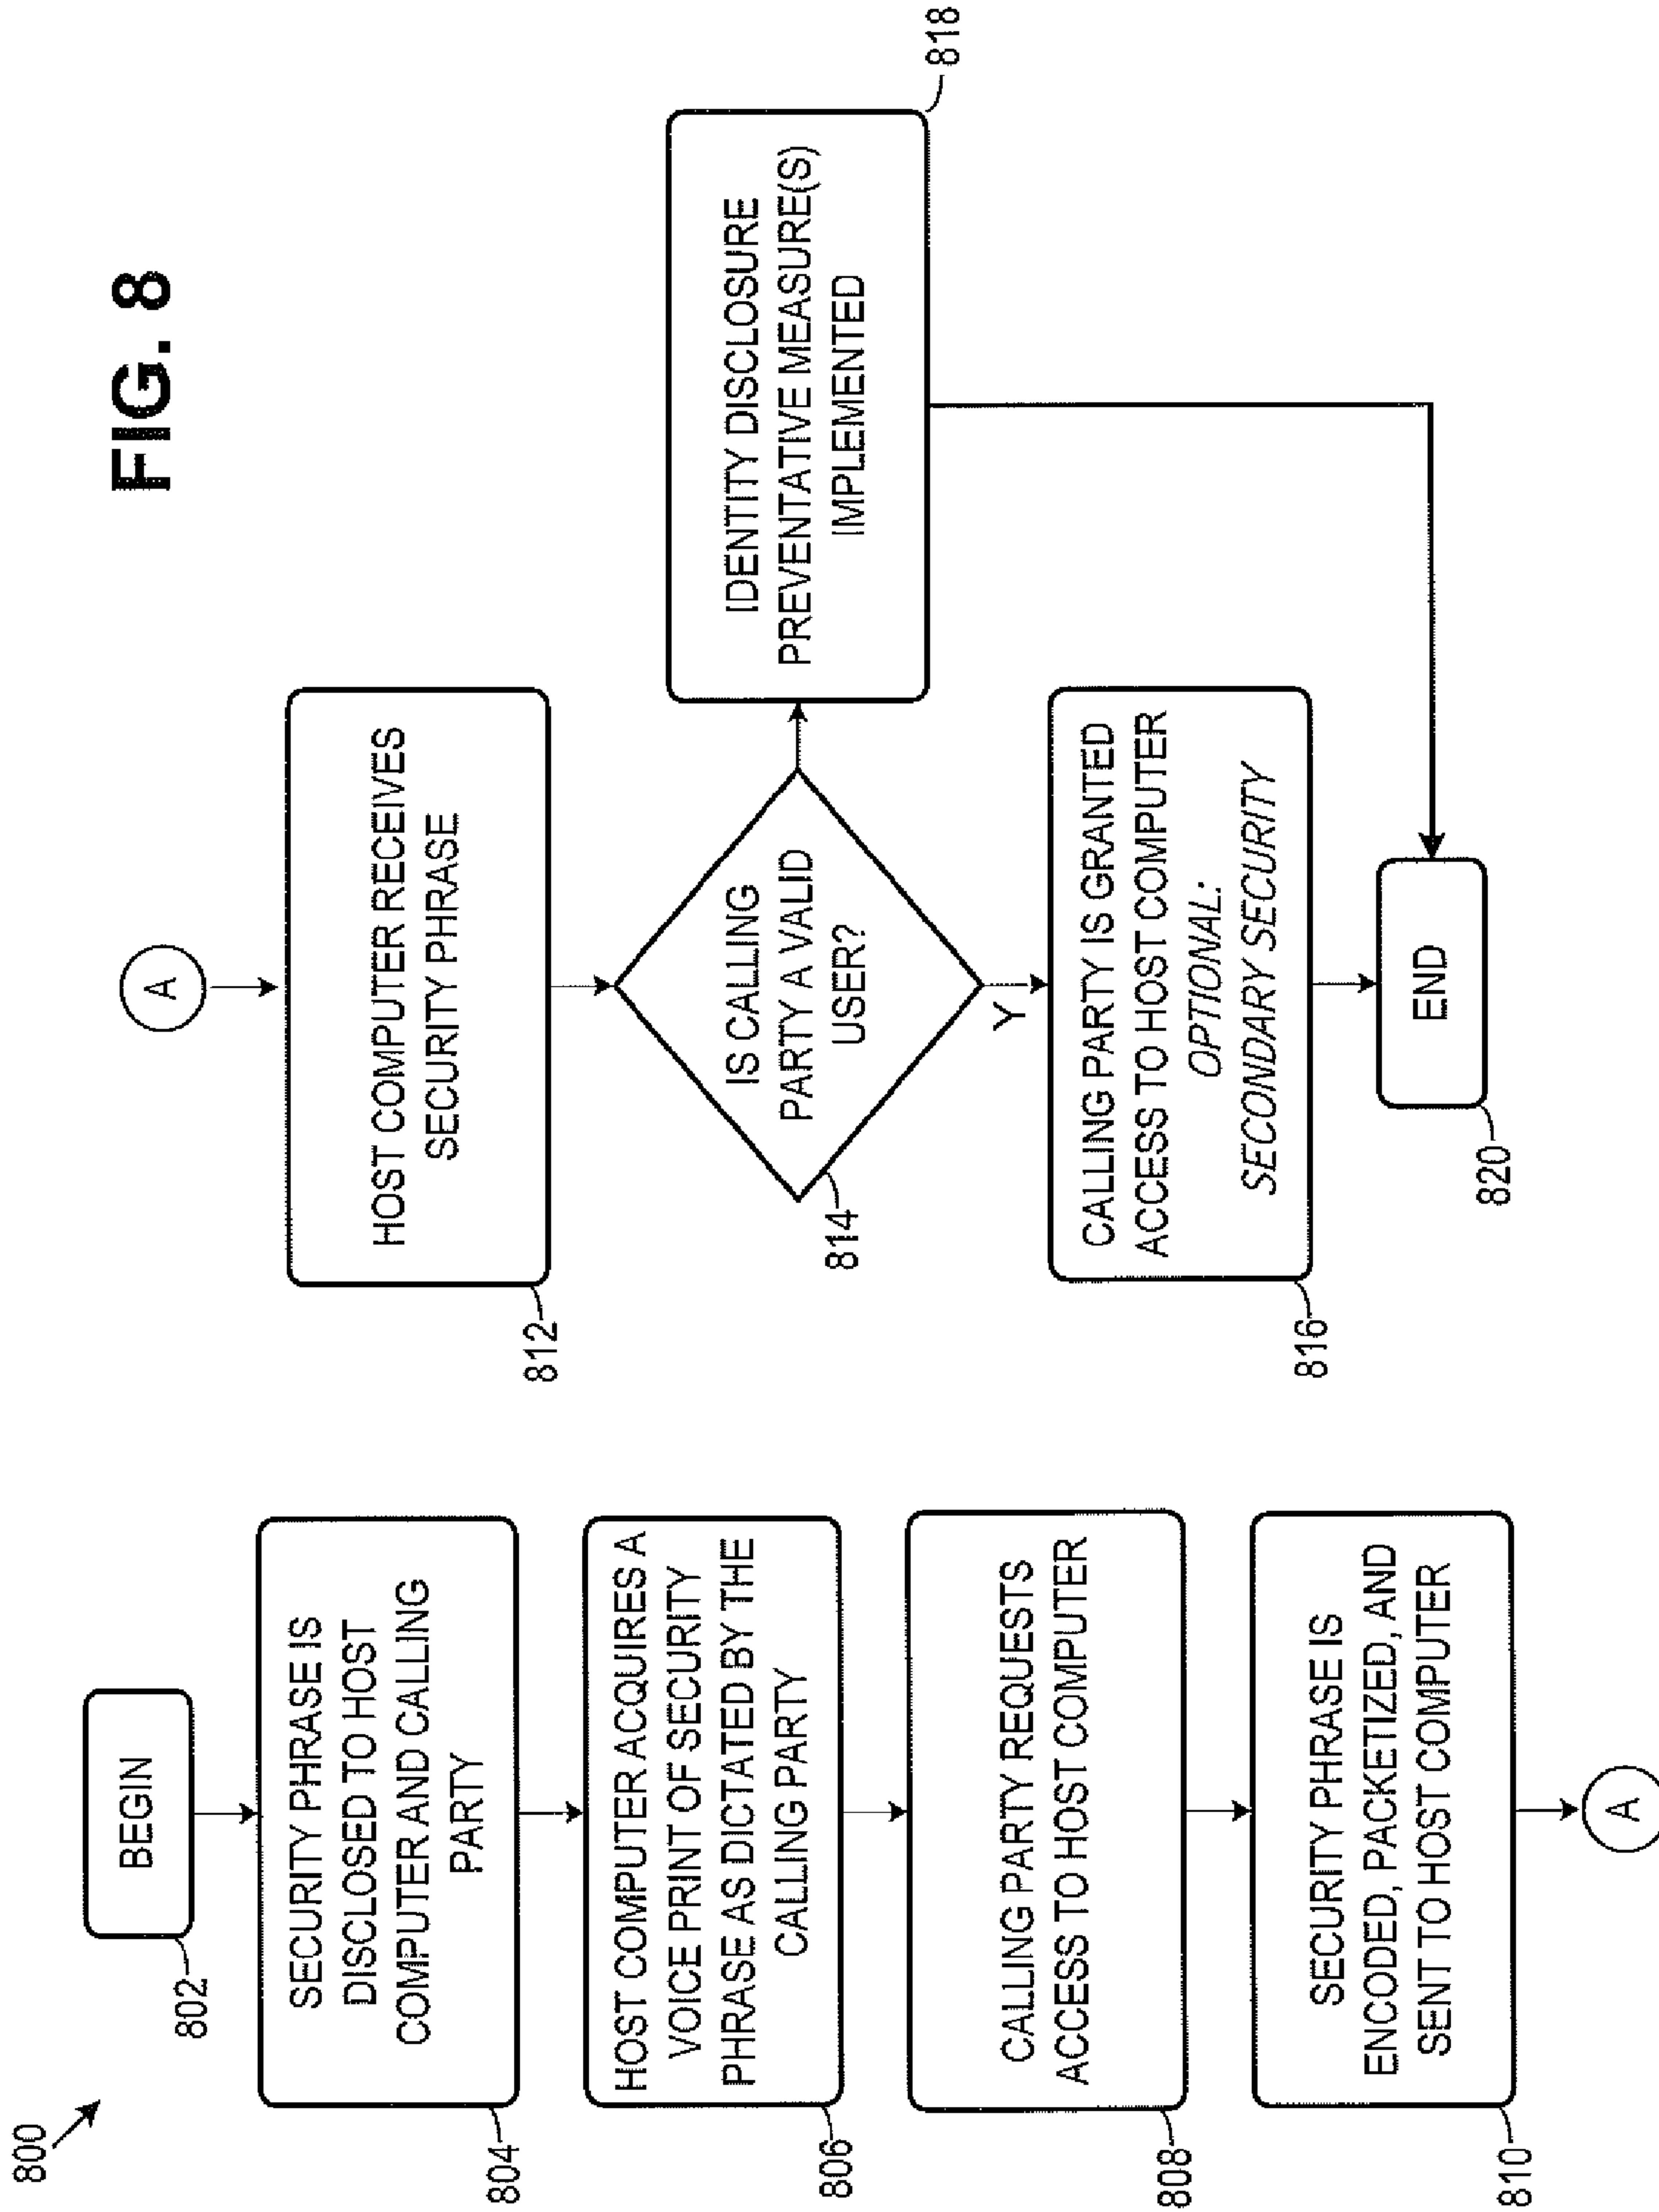 FIG. 8
800
BEGIN
802
SECURITY PHRASE IS
DISCLOSED TO HOST
COMPUTER AND CALLING
PARTY
804
HOST COMPUTER ACQUIRES A
VOICE PRINT OF SECURITY
PHRASE AS DICTATED BY THE
CALLING PARTY
806
CALLING PARTY REQUESTS
ACCESS TO HOST COMPUTER
808
SECURITY PHRASE IS
ENCODED, PACKETIZED, AND
SENT TO HOST COMPUTER
810
A
A
HOST COMPUTER RECEIVES
SECURITY PHRASE
812
IS CALLING
PARTY A VALID
USER?
814
Y
IDENTITY DISCLOSURE
PREVENTATIVE MEASURE(S)
IMPLEMENTED
818
CALLING PARTY IS GRANTED
ACCESS TO HOST COMPUTER
OPTIONAL:
SECONDARY SECURITY
816
END
820